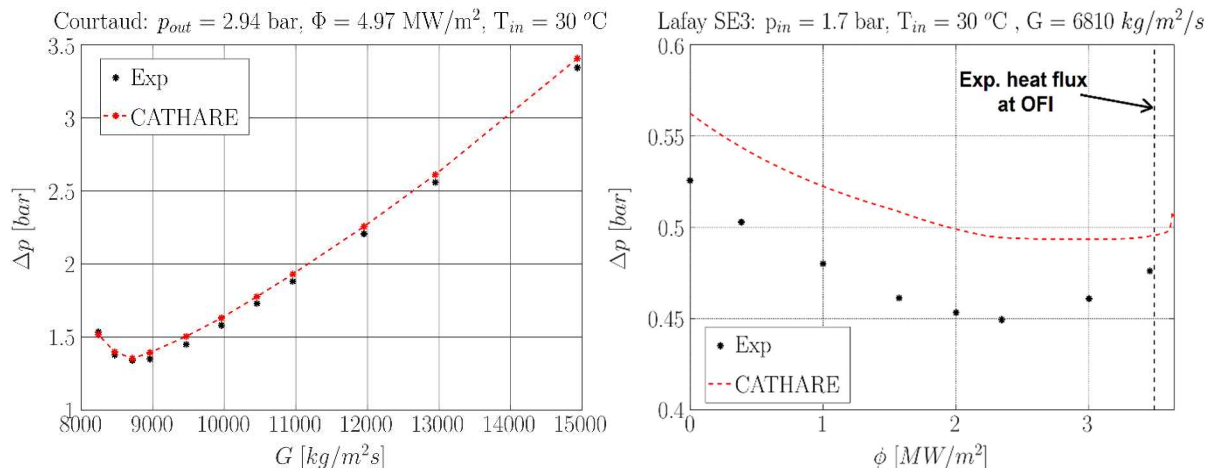 Courtaud: p_out = 2.94 bar, Φ = 4.97 MW/m², T_in = 30 °C
3.5
3
2.5
2
1.5
1
Δp [bar]
Exp
CATHARE
8000 9000 10000 11000 12000 13000 14000 15000
G [kg/m²s]
Lafay SE3: p_in = 1.7 bar, T_in = 30 °C , G = 6810 kg/m²/s
0.6
0.55
0.5
0.45
0.4
Δp [bar]
Exp. heat flux
at OFI
Exp
CATHARE
0 1 2 3
ϕ [MW/m²]